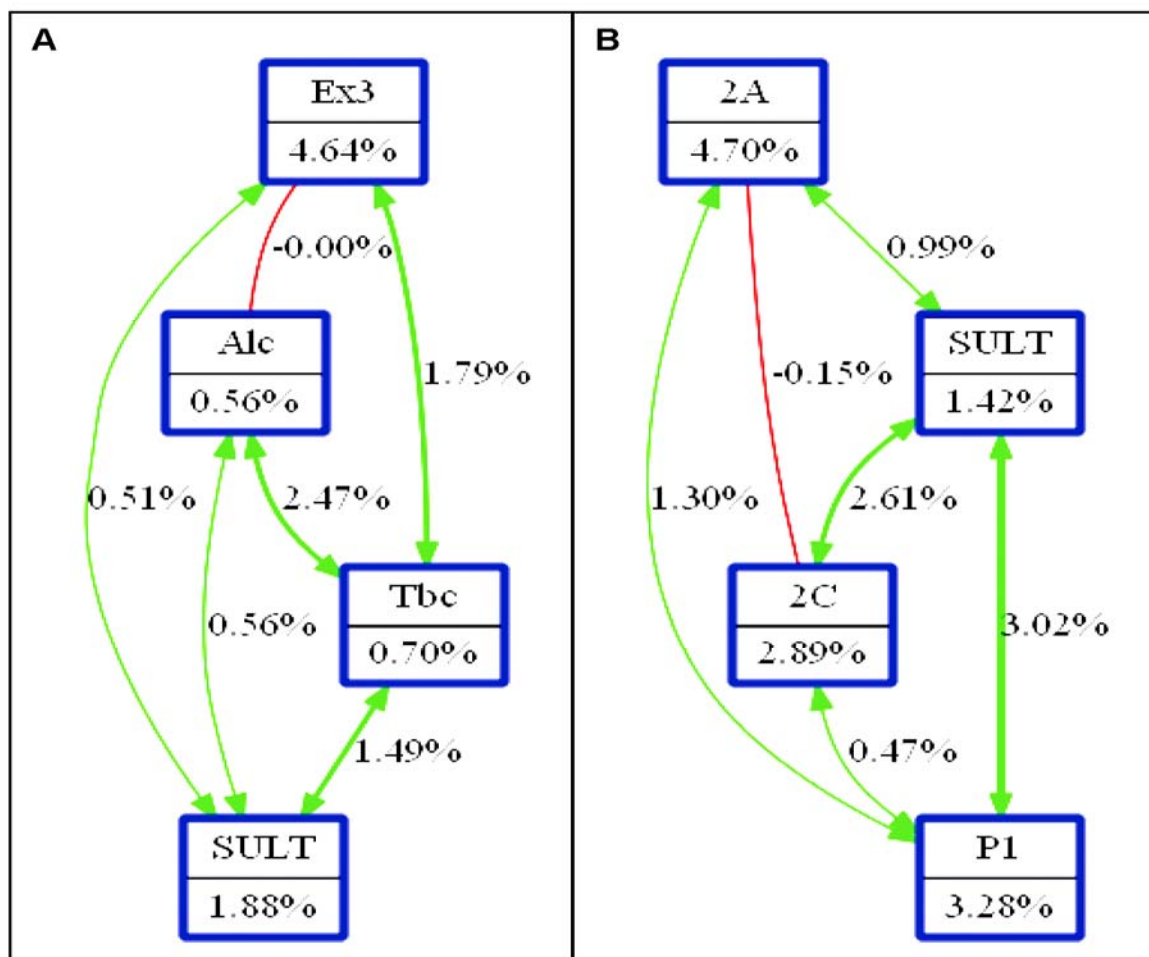 A
Ex3
4.64%
-0.00%
Alc
0.56%
1.79%
0.51%
2.47%
Tbc
0.70%
0.56%
1.49%
SULT
1.88%
B
2A
4.70%
0.99%
SULT
1.42%
-0.15%
1.30%
2.61%
2C
2.89%
3.02%
0.47%
P1
3.28%